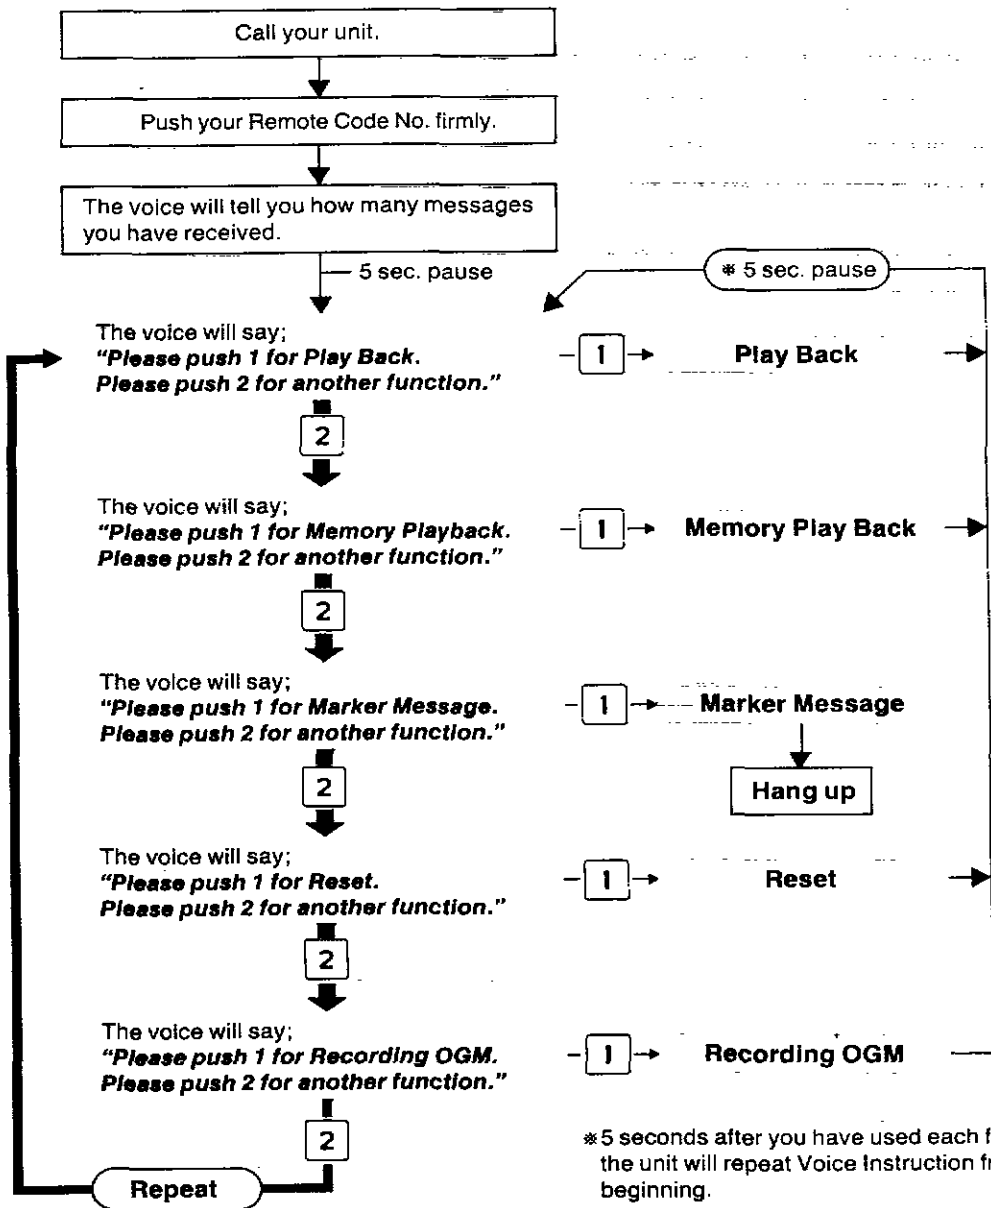 Call your unit.
Push your Remote Code No. firmly.
The voice will tell you how many messages
you have received.
5 sec. pause
※ 5 sec. pause
The voice will say;
"Please push 1 for Play Back.
Please push 2 for another function."
1
Play Back
2
The voice will say;
"Please push 1 for Memory Playback.
Please push 2 for another function."
1
Memory Play Back
2
The voice will say;
"Please push 1 for Marker Message.
Please push 2 for another function."
1
Marker Message
Hang up
2
The voice will say;
"Please push 1 for Reset.
Please push 2 for another function."
1
Reset
2
The voice will say;
"Please push 1 for Recording OGM.
Please push 2 for another function."
1
Recording OGM
2
Repeat
※5 seconds after you have used each
the unit will repeat Voice Instruction
beginning.